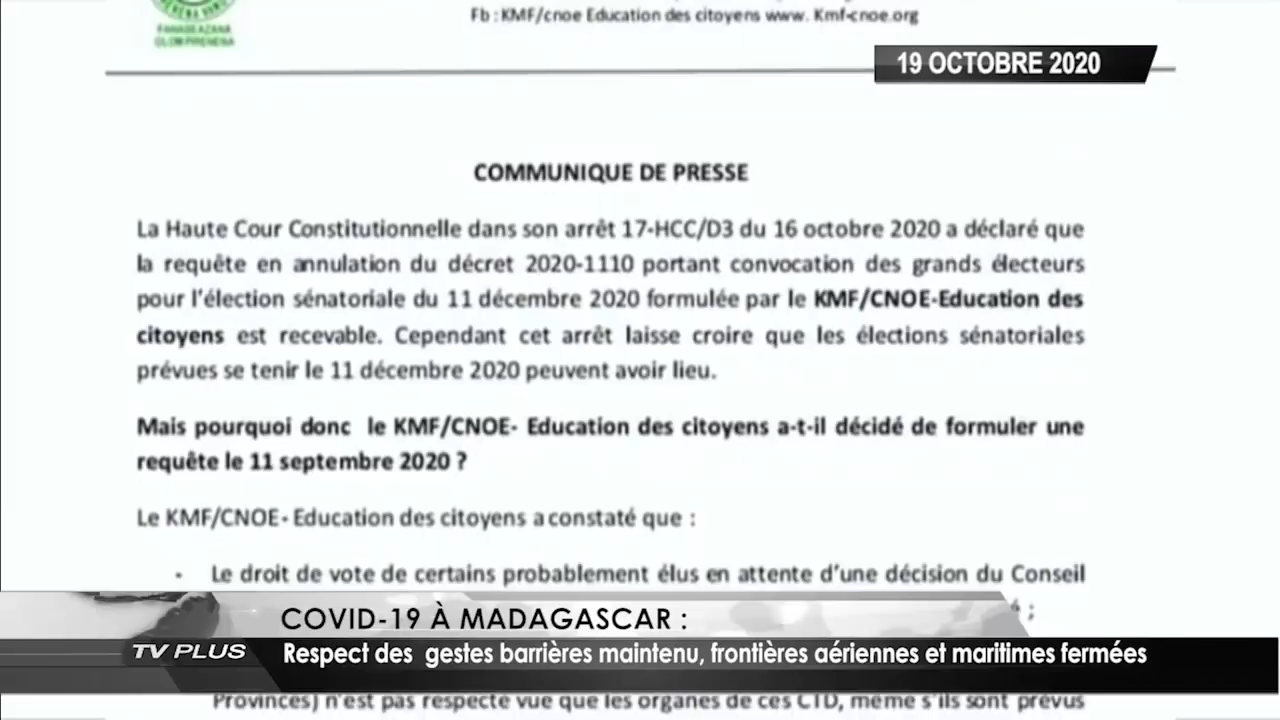 Fb : KMF/cnoe Education des citoyens www. Kmf-cnoe.org
19 OCTOBRE 2020
COMMUNIQUE DE PRESSE
La Haute Cour Constitutionnelle dans son arrêt 17-HCC/D3 du 16 octobre 2020 a déclaré que
la requête en annulation du décret 2020-1110 portant convocation des grands électeurs
pour l'élection sénatoriale du 11 décembre 2020 formulée par le KMF/CNOE-Education des
citoyens est recevable. Cependant cet arrêt laisse croire que les élections sénatoriales
prévues se tenir le 11 décembre 2020 peuvent avoir lieu.
Mais pourquoi donc le KMF/CNOE- Education des citoyens a-t-il décidé de formuler une
requête le 11 septembre 2020 ?
Le KMF/CNOE- Education des citoyens a constaté que :
- Le droit de vote de certains probablement élus en attente d'une décision du Conseil
COVID-19 À MADAGASCAR :
TV PLUS
Respect des gestes barrières maintenu, frontières aériennes et maritimes fermées
Provinces) n'est pas respecté vue que les organes de ces CTD, même s'ils sont prévus